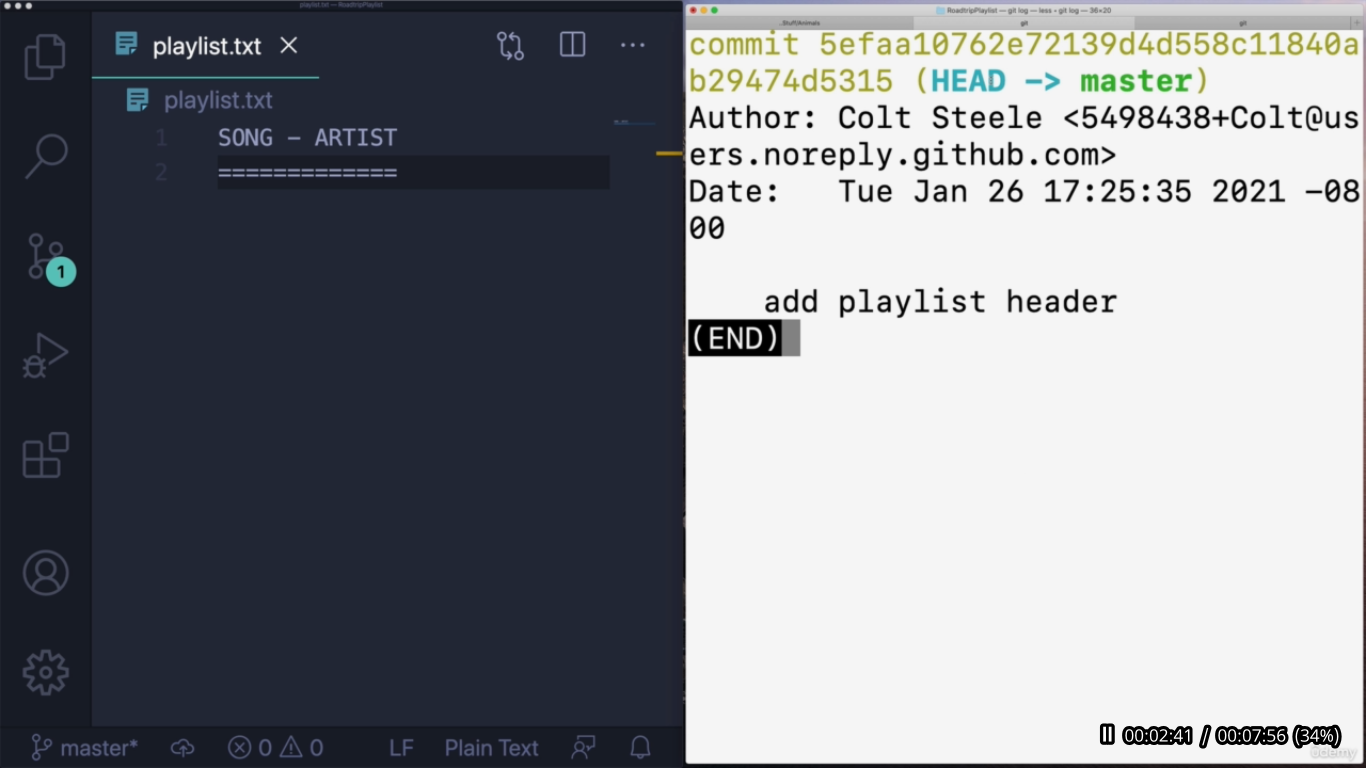 playlist.txt — RoadtripPlaylist
playlist.txt
playlist.txt
1 SONG – ARTIST
2 =============
1
master* 0 0 LF Plain Text
RoadtripPlaylist — git log — less ◂ git log — 36×20
..Stuff/Animals git git
commit 5efaa10762e72139d4d558c11840a
b29474d5315 (HEAD -> master)
Author: Colt Steele <5498438+Colt@us
ers.noreply.github.com>
Date:   Tue Jan 26 17:25:35 2021 -08
00
add playlist header
(END)
00:02:41 / 00:07:56 (34%)
udemy